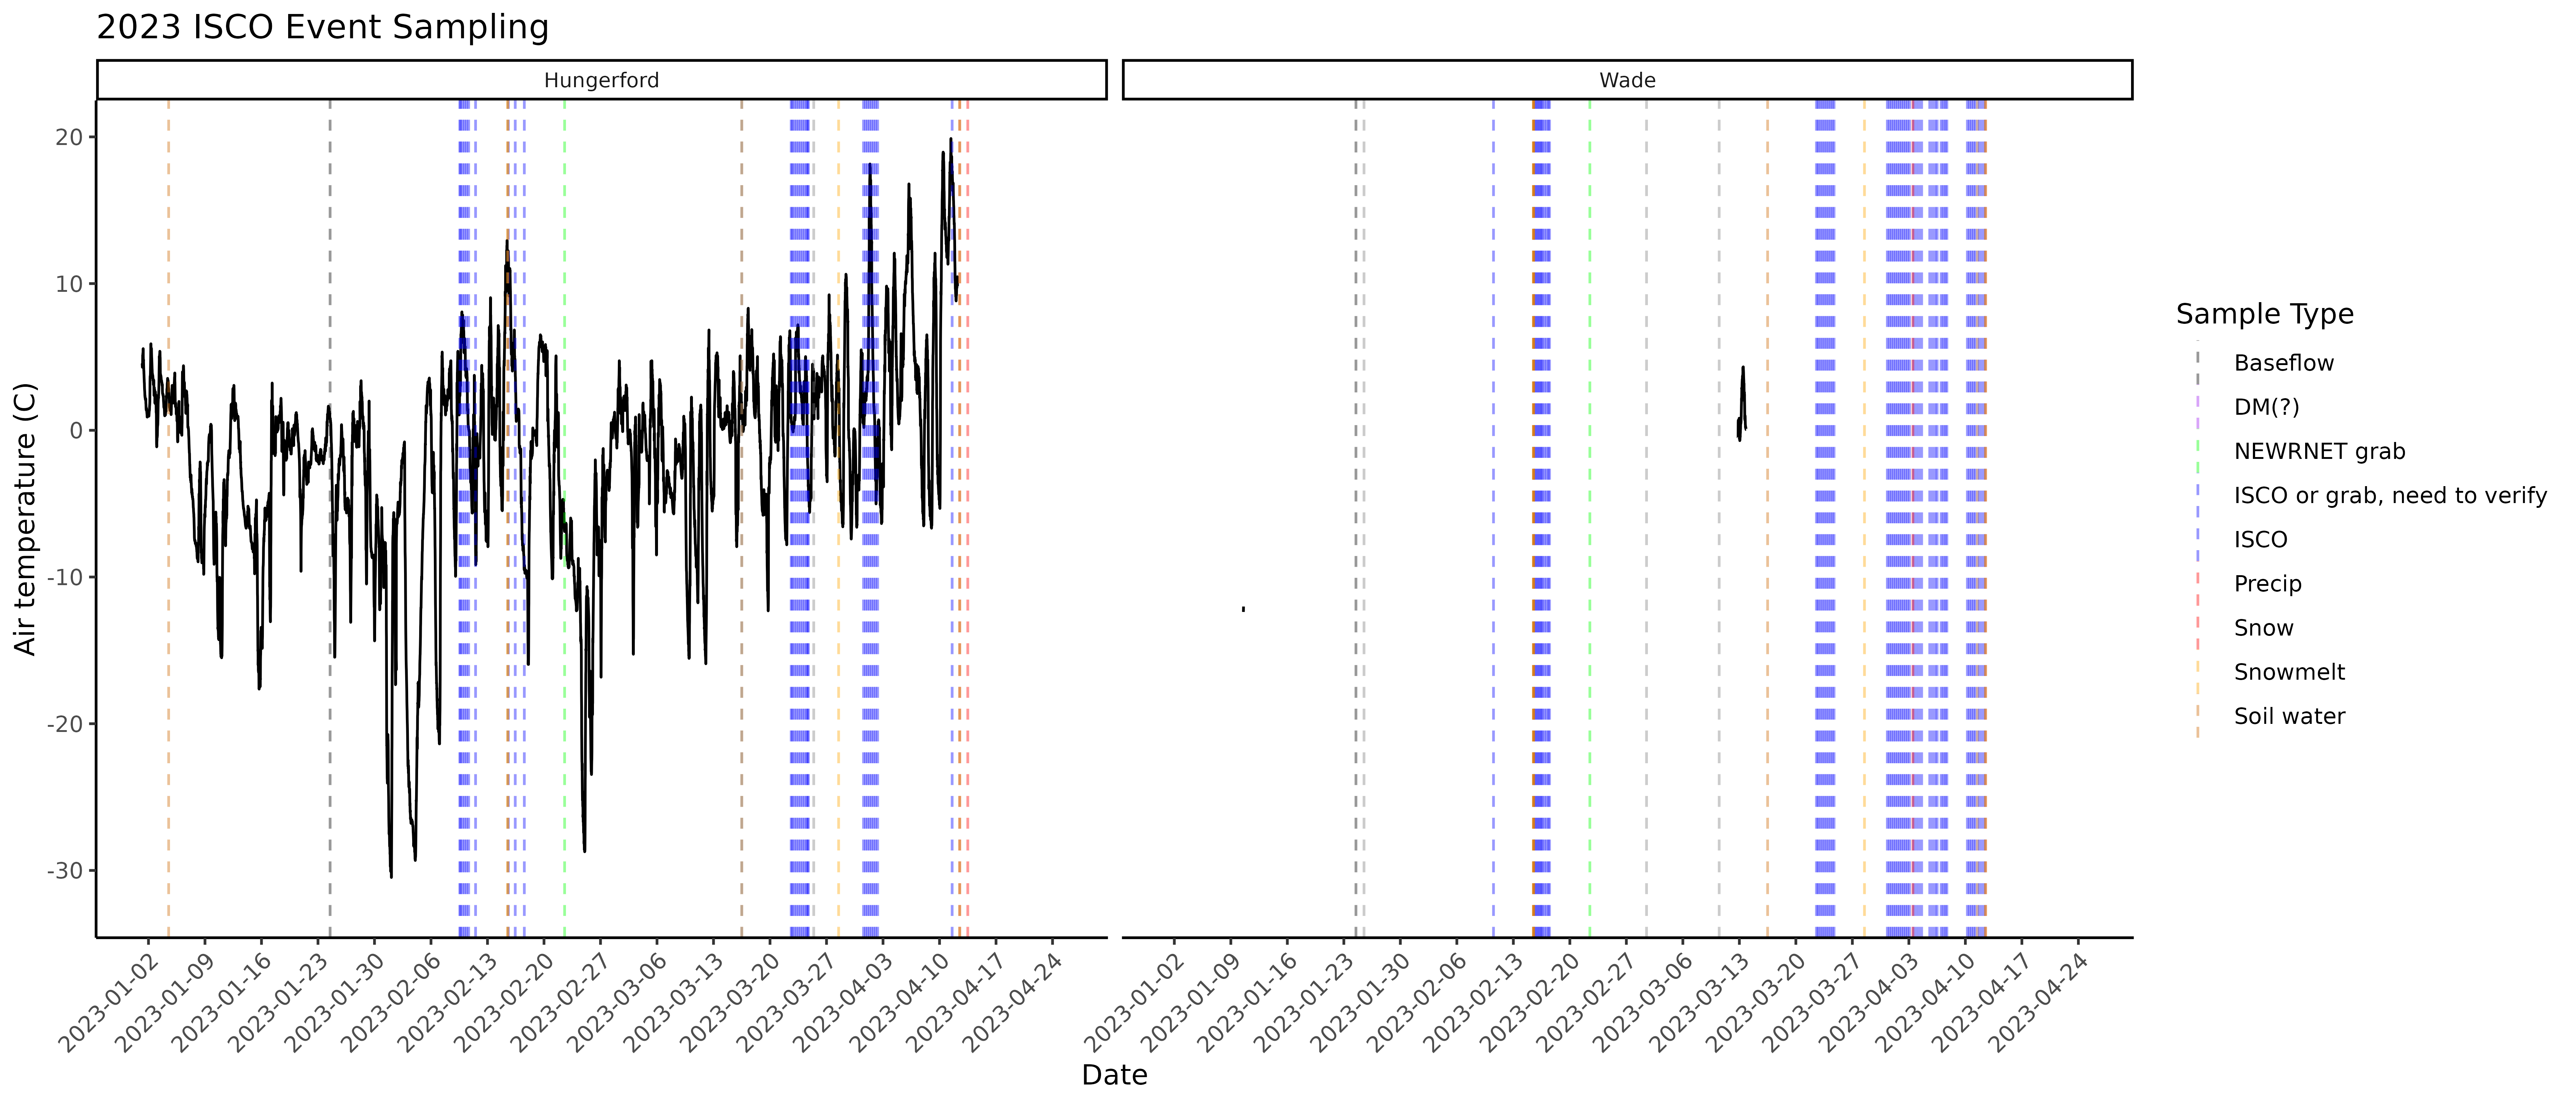 2023 ISCO Event Sampling
Hungerford
Wade
Air temperature (C)
20
10
0
-10
-20
-30
2023-01-02
2023-01-09
2023-01-16
2023-01-23
2023-01-30
2023-02-06
2023-02-13
2023-02-20
2023-02-27
2023-03-06
2023-03-13
2023-03-20
2023-03-27
2023-04-03
2023-04-10
2023-04-17
2023-04-24
2023-01-02
2023-01-09
2023-01-16
2023-01-23
2023-01-30
2023-02-06
2023-02-13
2023-02-20
2023-02-27
2023-03-06
2023-03-13
2023-03-20
2023-03-27
2023-04-03
2023-04-10
2023-04-17
2023-04-24
Date
Sample Type
Baseflow
DM(?)
NEWRNET grab
ISCO or grab, need to verify
ISCO
Precip
Snow
Snowmelt
Soil water